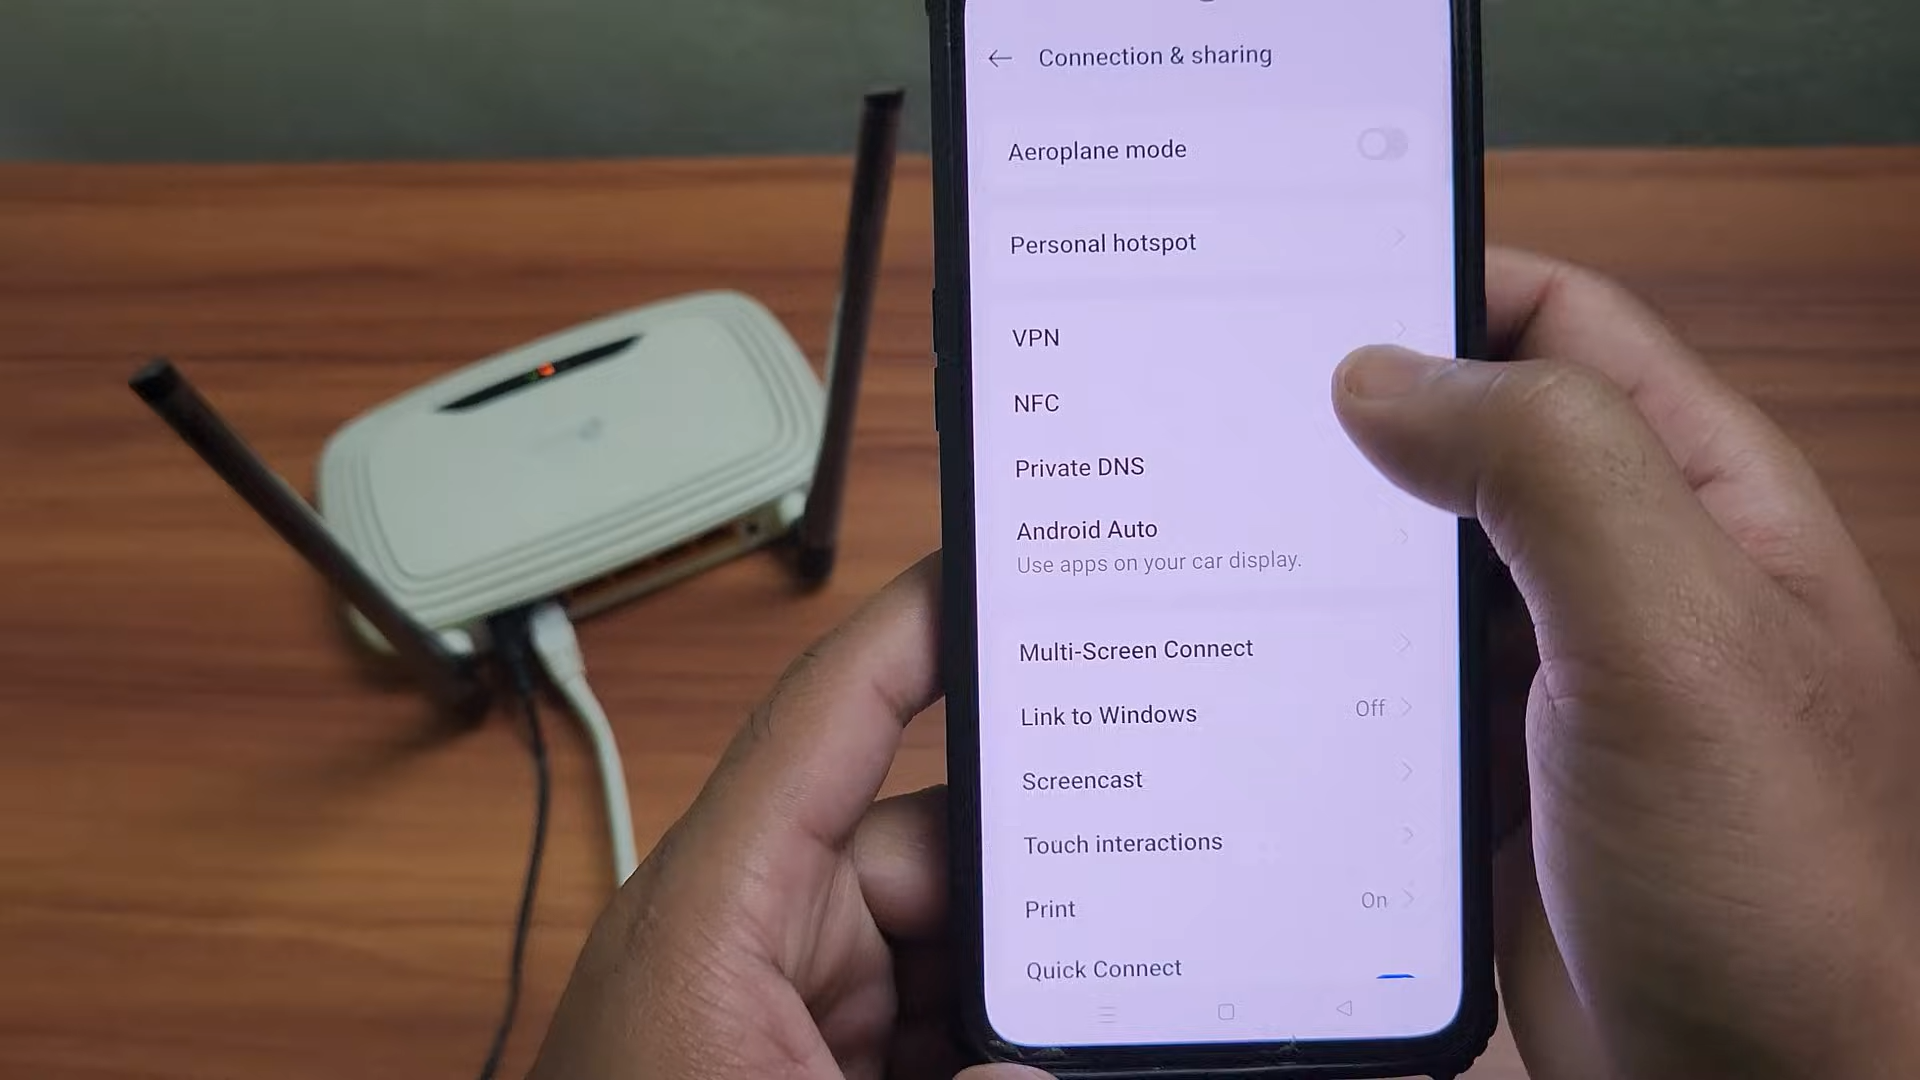 Connection & sharing
Aeroplane mode
Personal hotspot
VPN
NFC
Private DNS
Android Auto
Use apps on your car display.
Multi-Screen Connect
Link to Windows Off
Screencast
Touch interactions
Print On
Quick Connect